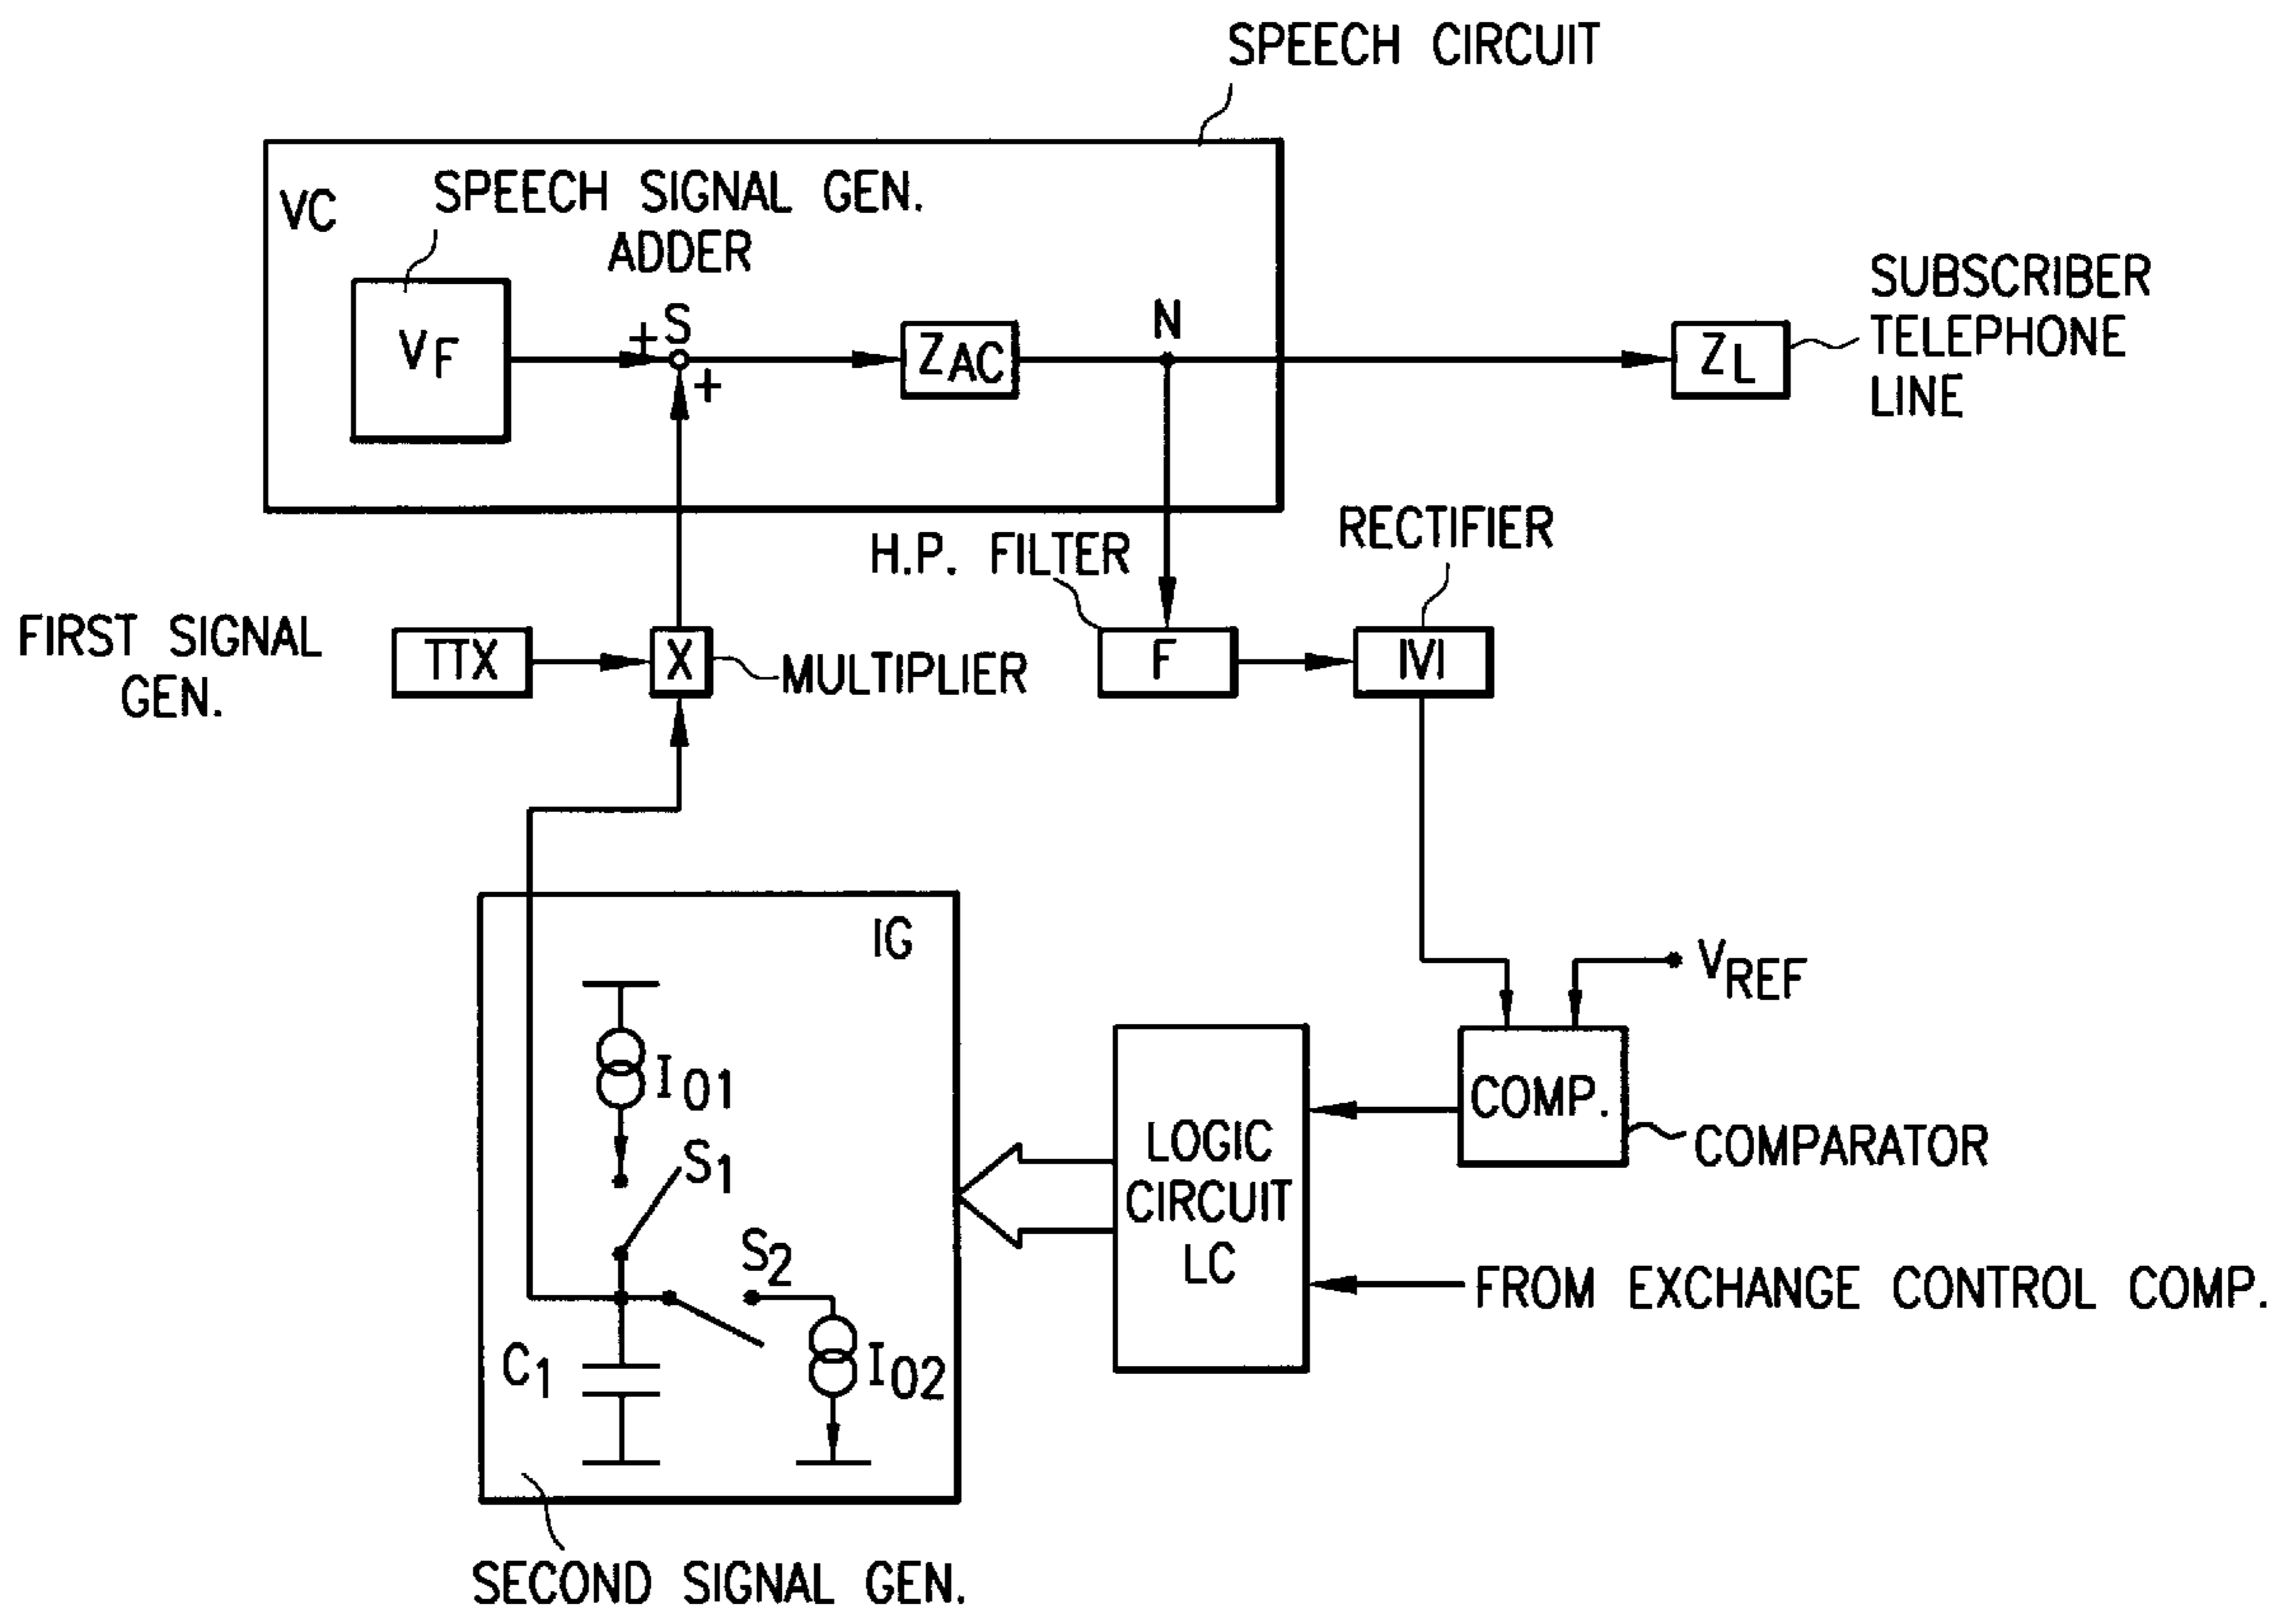 SPEECH CIRCUIT
VC
SPEECH SIGNAL GEN.
ADDER
VF
+
S
+
ZAC
N
ZL
SUBSCRIBER
TELEPHONE
LINE
H.P. FILTER
RECTIFIER
FIRST SIGNAL
GEN.
TTX
X
MULTIPLIER
F
|V|
IG
VREF
I01
S1
S2
C1
I02
LOGIC
CIRCUIT
LC
COMP.
COMPARATOR
FROM EXCHANGE CONTROL COMP.
SECOND SIGNAL GEN.